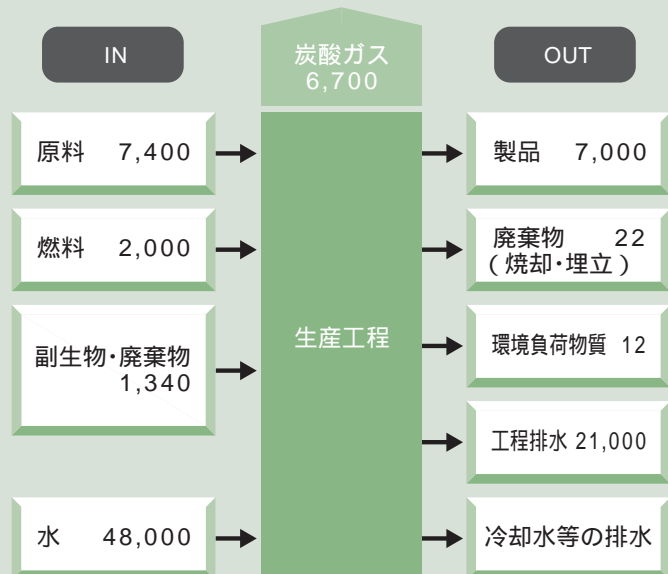 IN
炭酸ガス
6,700
OUT
原料 7,400
製品 7,000
燃料 2,000
廃棄物 22
(焼却・埋立)
副生物・廃棄物
1,340
生産工程
環境負荷物質 12
工程排水 21,000
水 48,000
冷却水等の排水